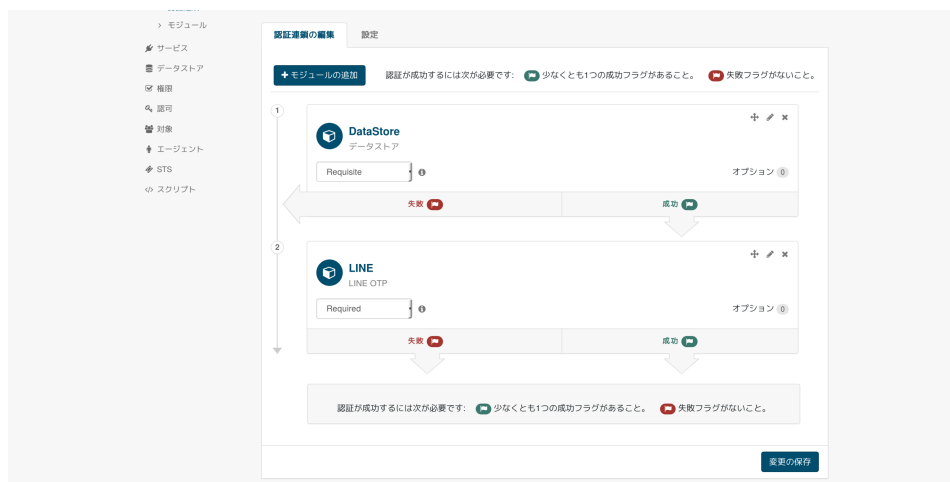 モジュール
サービス
データストア
権限
認可
対象
エージェント
STS
スクリプト
認証連鎖の編集 設定
モジュールの追加 認証が成功するには次が必要です: 少なくとも1つの成功フラグがあること。 失敗フラグがないこと。
1
DataStore
データストア
Requisite オプション 0
失敗 成功
2
LINE
LINE OTP
Required オプション 0
失敗 成功
認証が成功するには次が必要です: 少なくとも1つの成功フラグがあること。 失敗フラグがないこと。
変更の保存